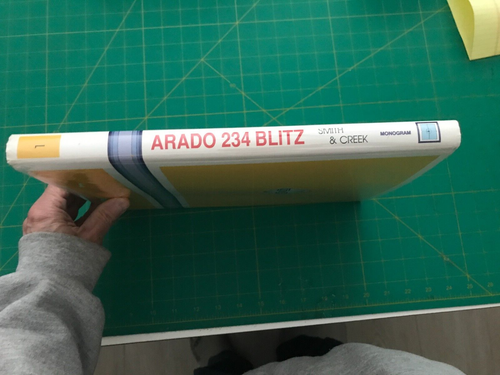 1
ARADO 234 BLITZ
SMITH
& CREEK
MONOGRAM